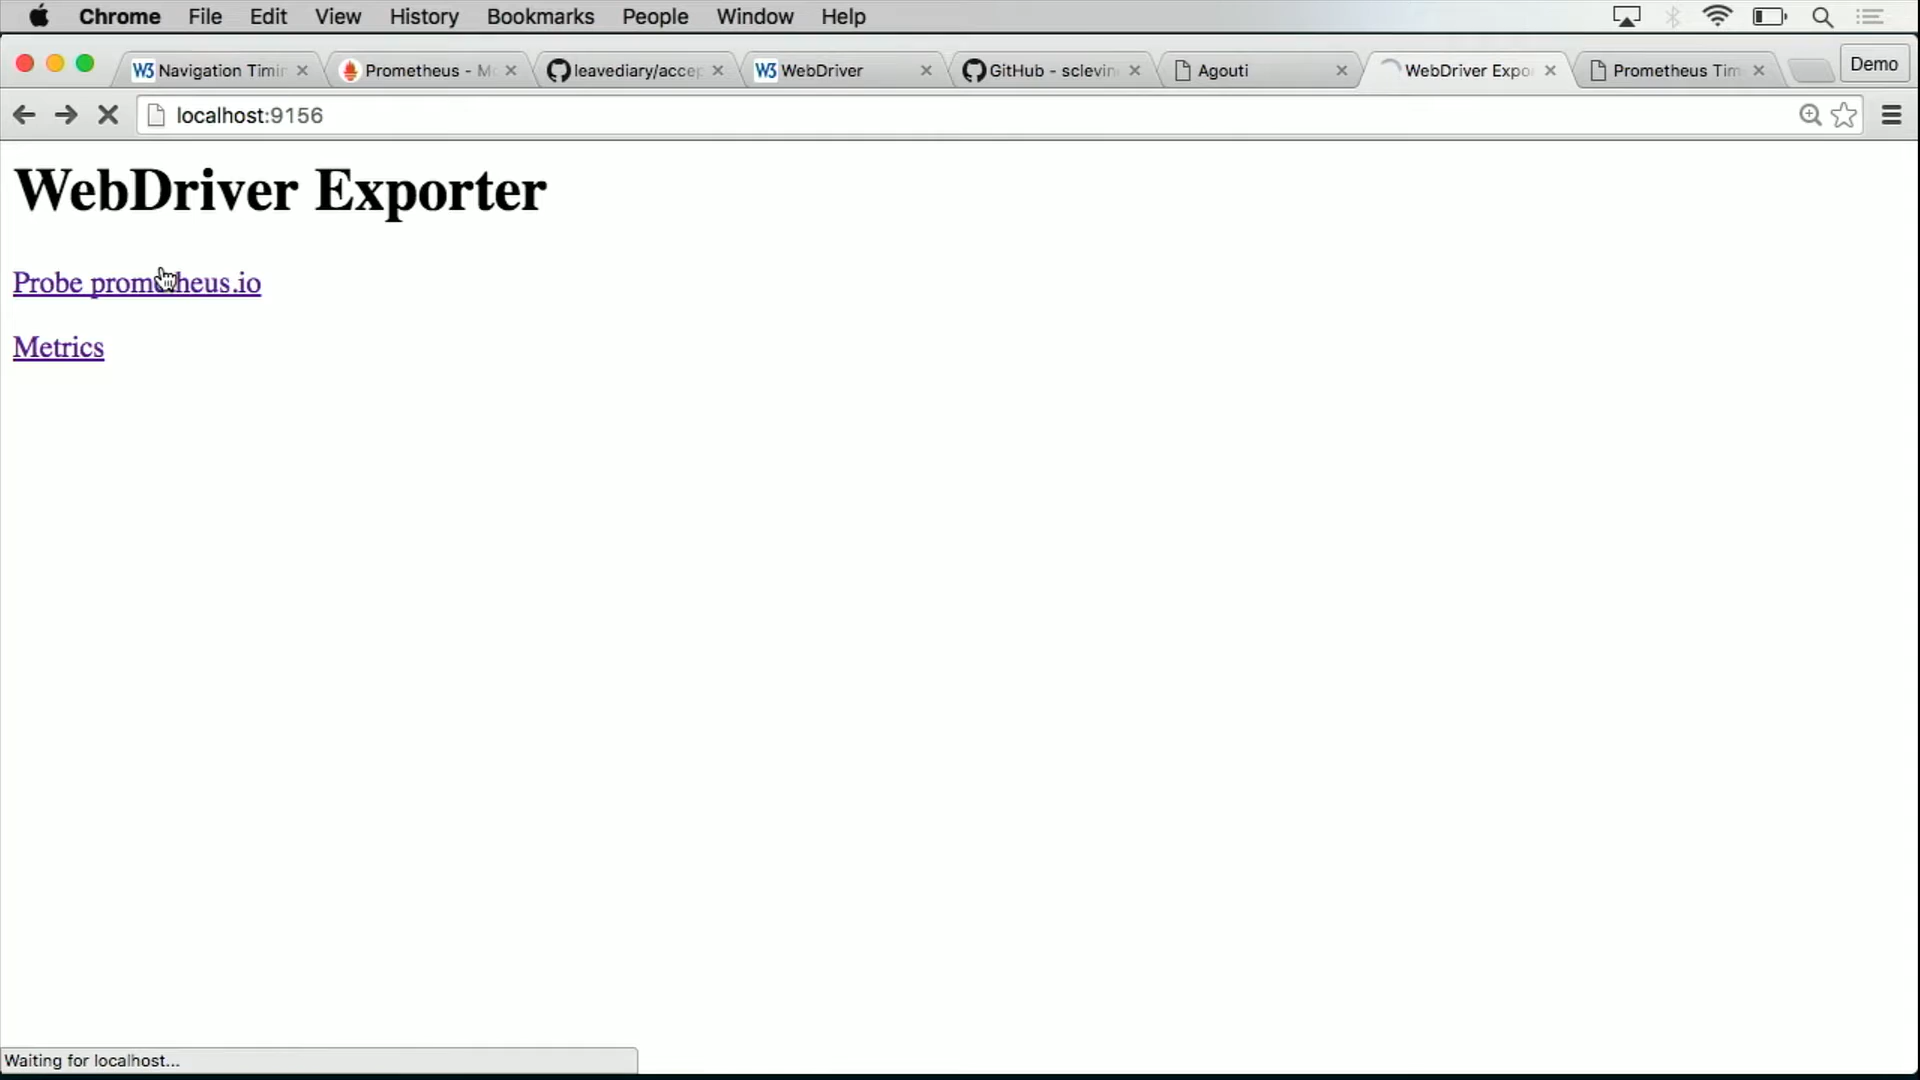 Chrome File Edit View History Bookmarks People Window Help
Navigation Timin Prometheus - Mo leavediary/accep WebDriver GitHub - sclevin Agouti WebDriver Expo Prometheus Tim Demo
localhost:9156
WebDriver Exporter
Probe prometheus.io
Metrics
Waiting for localhost...